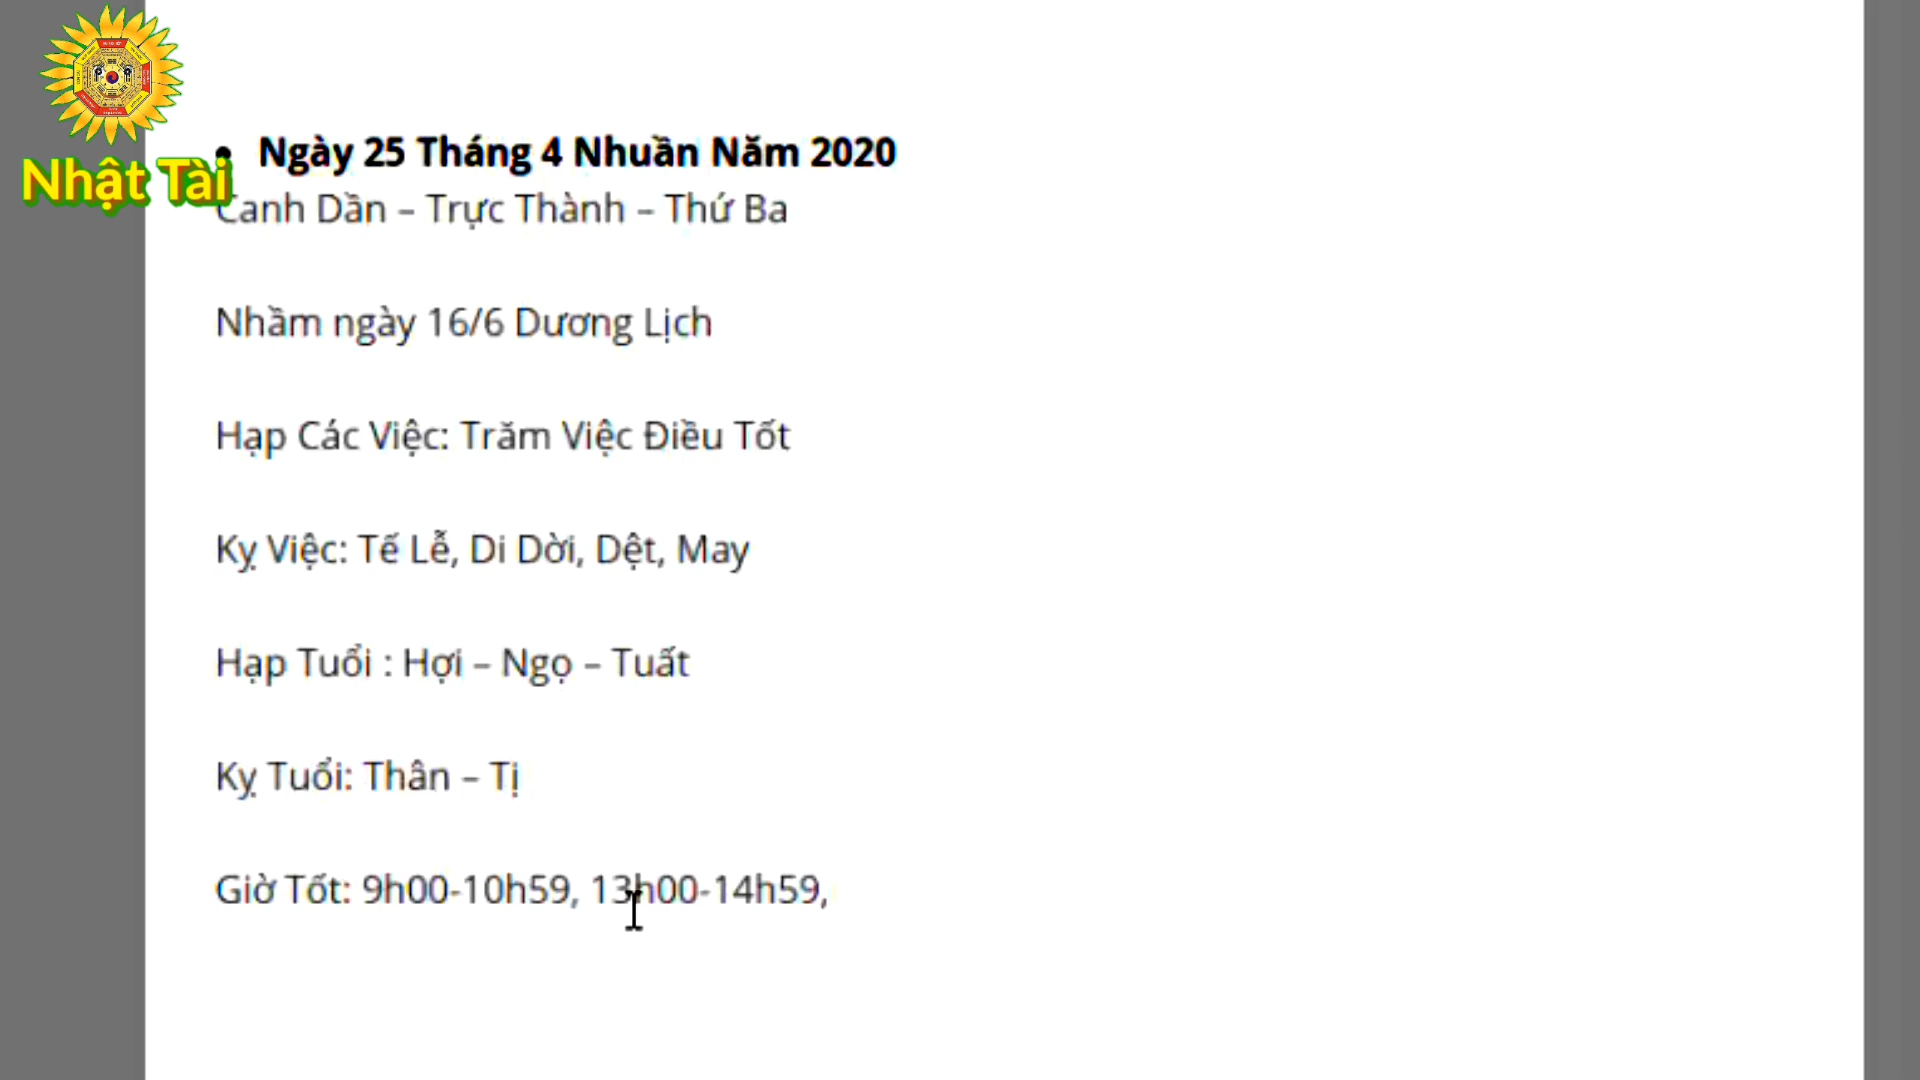 Nhật Tài
• Ngày 25 Tháng 4 Nhuần Năm 2020
Canh Dần – Trực Thành – Thứ Ba
Nhầm ngày 16/6 Dương Lịch
Hạp Các Việc: Trăm Việc Điều Tốt
Kỵ Việc: Tế Lễ, Di Dời, Dệt, May
Hạp Tuổi : Hợi – Ngọ – Tuất
Kỵ Tuổi: Thân – Tị
Giờ Tốt: 9h00-10h59, 13h00-14h59,